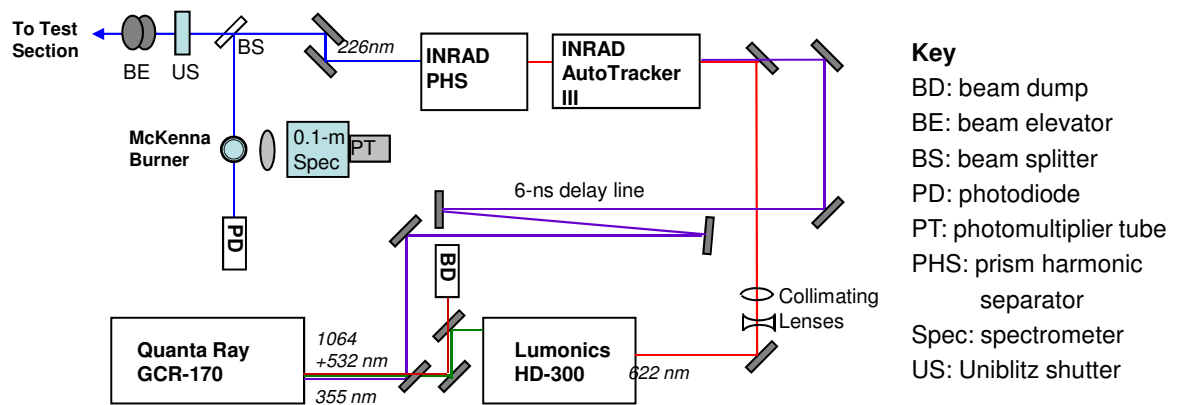 To Test
Section
BE
US
BS
226nm
INRAD
PHS
INRAD
AutoTracker
III
McKenna
Burner
0.1-m
Spec
PT
PD
6-ns delay line
BD
Collimating
Lenses
Quanta Ray
GCR-170
1064
+532 nm
355 nm
Lumonics
HD-300
622 nm
Key
BD: beam dump
BE: beam elevator
BS: beam splitter
PD: photodiode
PT: photomultiplier tube
PHS: prism harmonic
separator
Spec: spectrometer
US: Uniblitz shutter